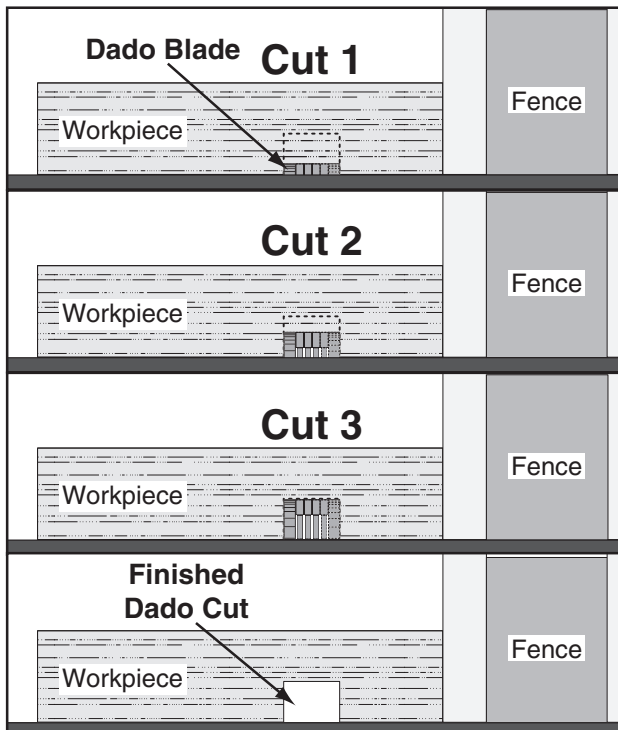 Dado Blade
Cut 1
Workpiece
Fence
Cut 2
Workpiece
Fence
Cut 3
Workpiece
Fence
Finished
Dado Cut
Workpiece
Fence